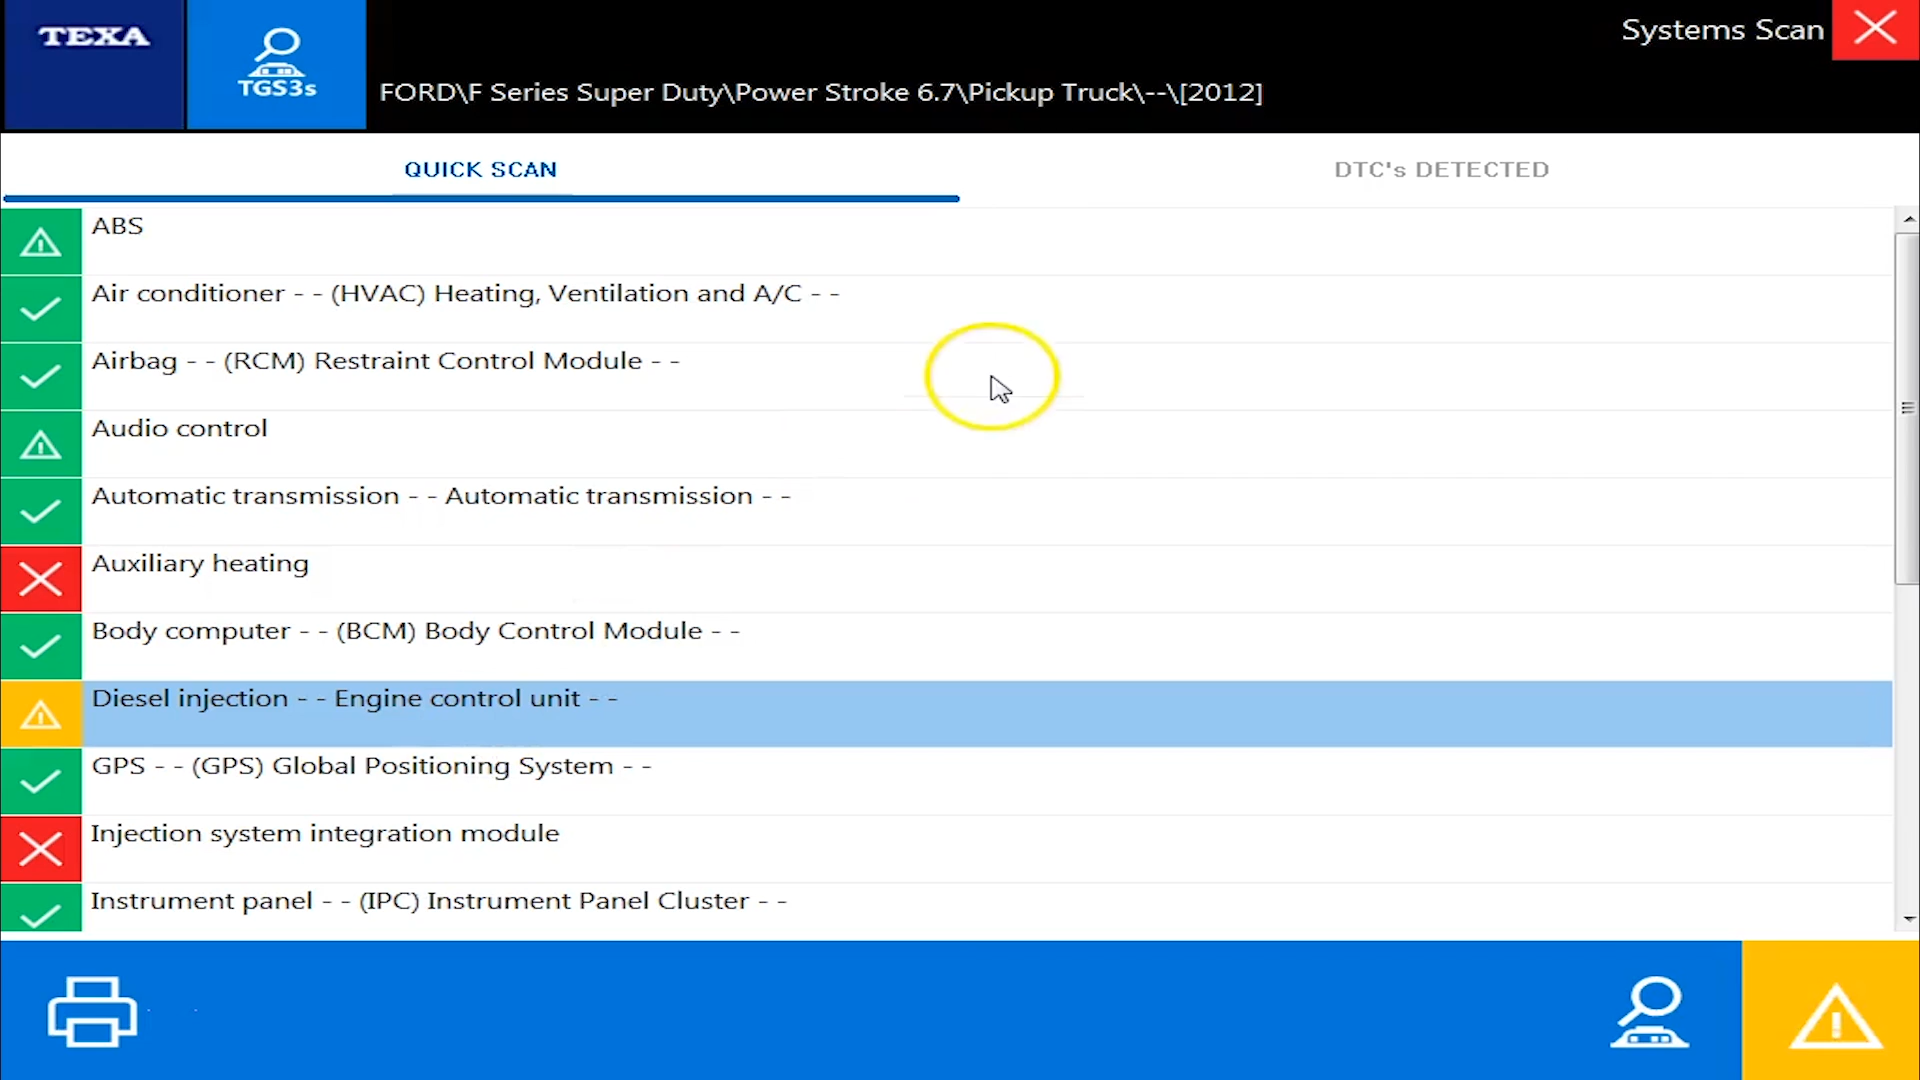 TEXA
TGS3s
Systems Scan
FORD\F Series Super Duty\Power Stroke 6.7\Pickup Truck\--\[2012]
QUICK SCAN
DTC's DETECTED
ABS
Air conditioner - - (HVAC) Heating, Ventilation and A/C - -
Airbag - - (RCM) Restraint Control Module - -
Audio control
Automatic transmission - - Automatic transmission - -
Auxiliary heating
Body computer - - (BCM) Body Control Module - -
Diesel injection - - Engine control unit - -
GPS - - (GPS) Global Positioning System - -
Injection system integration module
Instrument panel - - (IPC) Instrument Panel Cluster - -